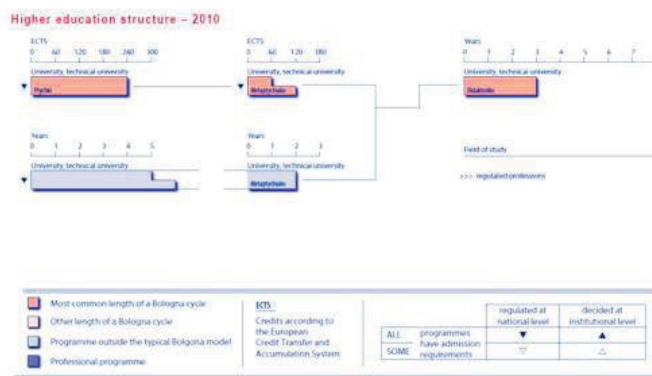 Higher education structure – 2010
ECTS
0 60 120 180 240 300
University, technical university
Ptychio
ECTS
0 60 120 180
University, technical university
Metaptychiako
Years
0 1 2 3 4 5 6 7
University, technical university
Didaktoriko
Years
0 1 2 3 4 5
University, technical university
Years
0 1 2 3
University, technical university
Metaptychiako
Field of study
>>> regulated professions
Most common length of a Bologna cycle
Other length of a Bologna cycle
Programme outside the typical Bologna model
Professional programme
ECTS
Credits according to
the European
Credit Transfer and
Accumulation System
regulated at
national level
decided at
institutional level
ALL
SOME
programmes
have admission
requirements